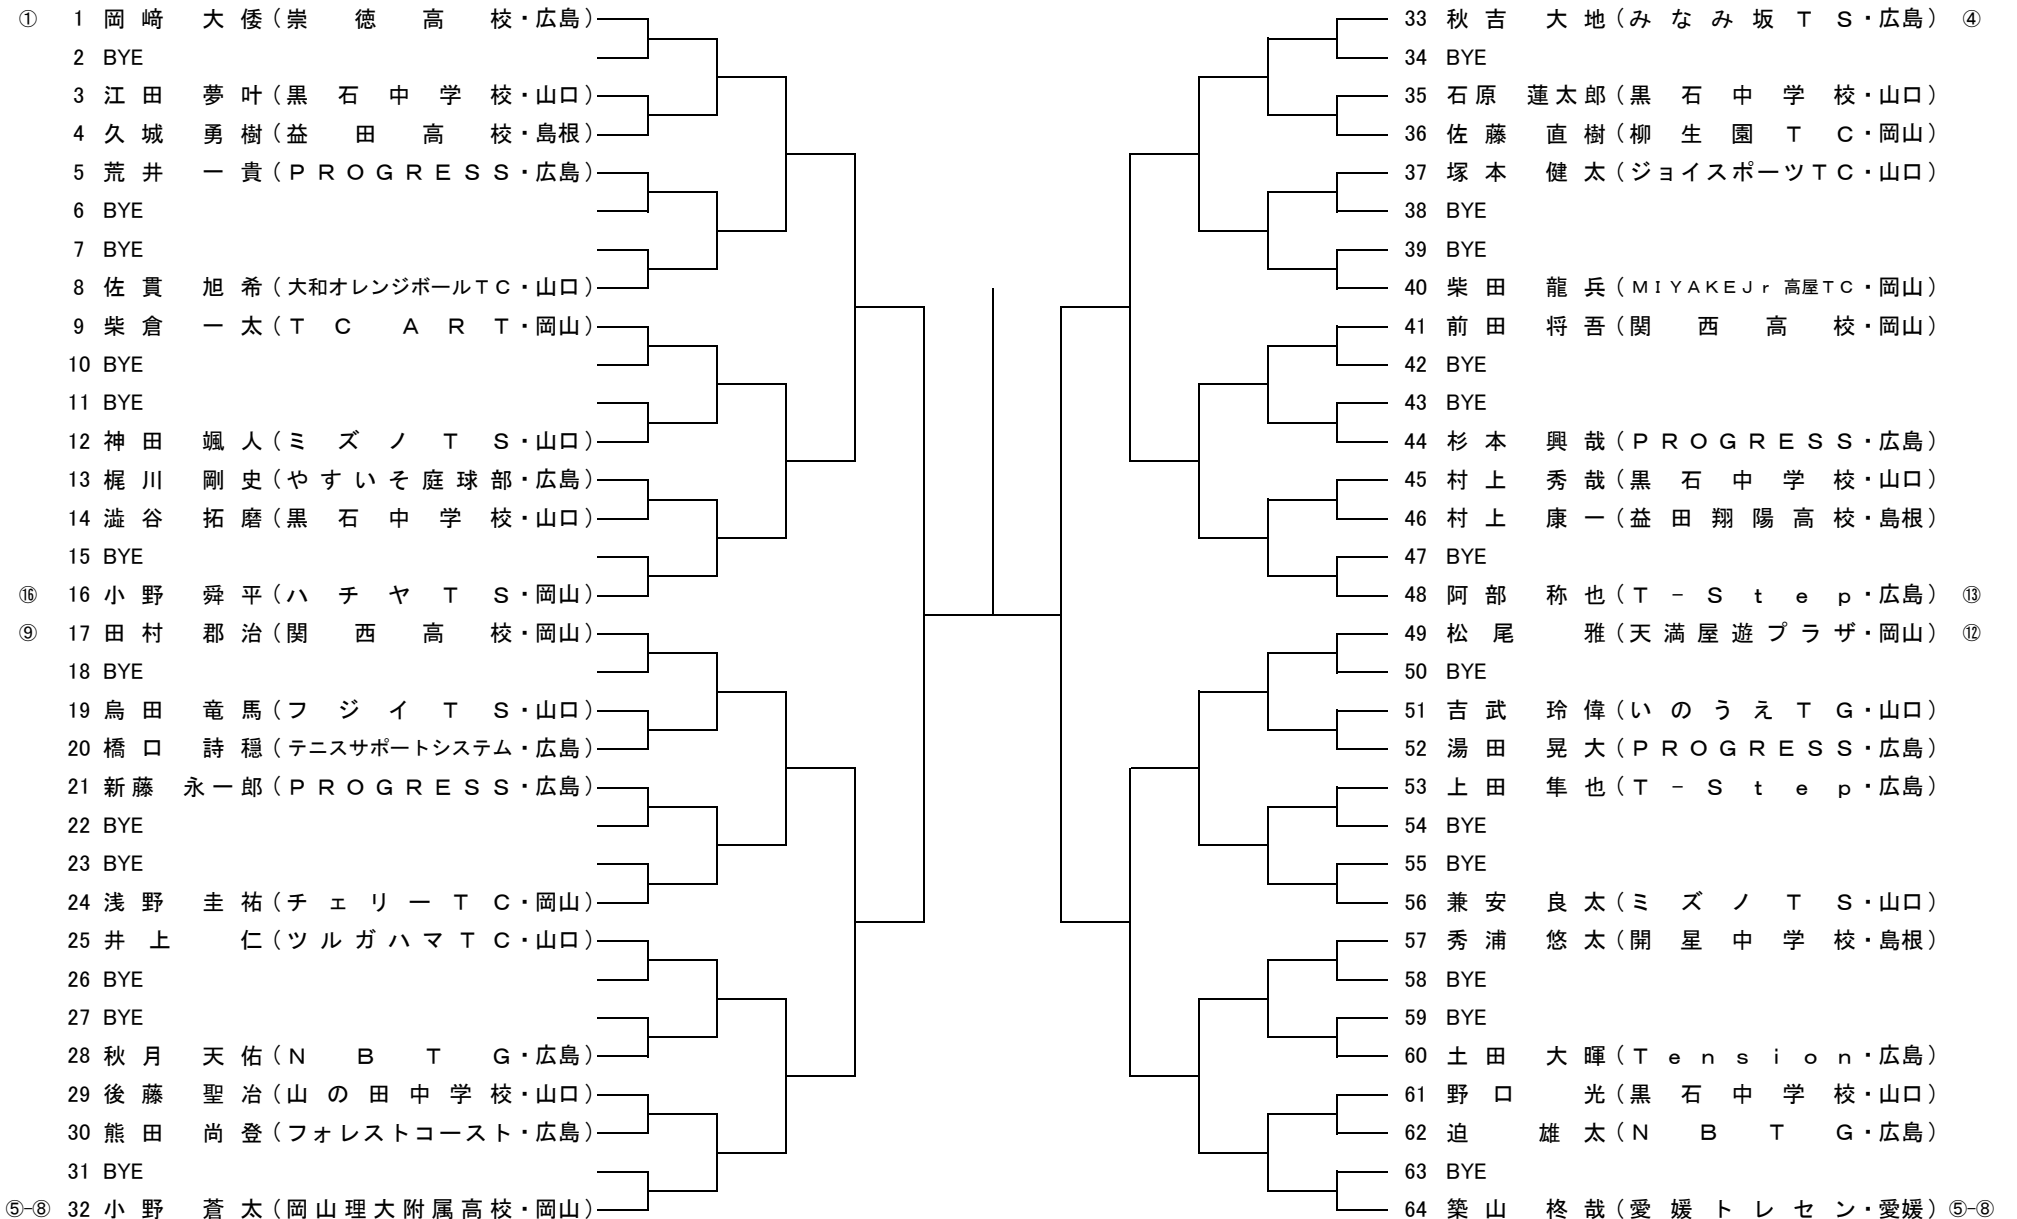 ① 1 岡﨑 大倭(崇徳高校・広島)
2 BYE
3 江田 夢叶(黒石中学校・山口)
4 久城 勇樹(益田高校・島根)
5 荒井 一貴(PROGRESS・広島)
6 BYE
7 BYE
8 佐貫 旭希(大和オレンジボールTC・山口)
9 柴倉 一太(TC ART・岡山)
10 BYE
11 BYE
12 神田 颯人(ミズノTS・山口)
13 梶川 剛史(やすいそ庭球部・広島)
14 澁谷 拓磨(黒石中学校・山口)
15 BYE
⑯ 16 小野 舜平(ハチヤTS・岡山)
⑨ 17 田村 郡治(関西高校・岡山)
18 BYE
19 烏田 竜馬(フジイTS・山口)
20 橋口 詩穏(テニスサポートシステム・広島)
21 新藤 永一郎(PROGRESS・広島)
22 BYE
23 BYE
24 浅野 圭祐(チェリーTC・岡山)
25 井上 仁(ツルガハマTC・山口)
26 BYE
27 BYE
28 秋月 天佑(NBTG・広島)
29 後藤 聖冶(山の田中学校・山口)
30 熊田 尚登(フォレストコースト・広島)
31 BYE
⑤-⑧ 32 小野 蒼太(岡山理大附属高校・岡山)
33 秋吉 大地(みなみ坂TS・広島) ④
34 BYE
35 石原 蓮太郎(黒石中学校・山口)
36 佐藤 直樹(柳生園TC・岡山)
37 塚本 健太(ジョイスポーツTC・山口)
38 BYE
39 BYE
40 柴田 龍兵(MIYAKEJr 高屋TC・岡山)
41 前田 将吾(関西高校・岡山)
42 BYE
43 BYE
44 杉本 興哉(PROGRESS・広島)
45 村上 秀哉(黒石中学校・山口)
46 村上 康一(益田翔陽高校・島根)
47 BYE
48 阿部 称也(T-Step・広島) ⑬
49 松尾 雅(天満屋遊プラザ・岡山) ⑫
50 BYE
51 吉武 玲偉(いのうえTG・山口)
52 湯田 晃大(PROGRESS・広島)
53 上田 隼也(T-Step・広島)
54 BYE
55 BYE
56 兼安 良太(ミズノTS・山口)
57 秀浦 悠太(開星中学校・島根)
58 BYE
59 BYE
60 土田 大暉(Tension・広島)
61 野口 光(黒石中学校・山口)
62 迫 雄太(NBTG・広島)
63 BYE
64 築山 柊哉(愛媛トレセン・愛媛) ⑤-⑧